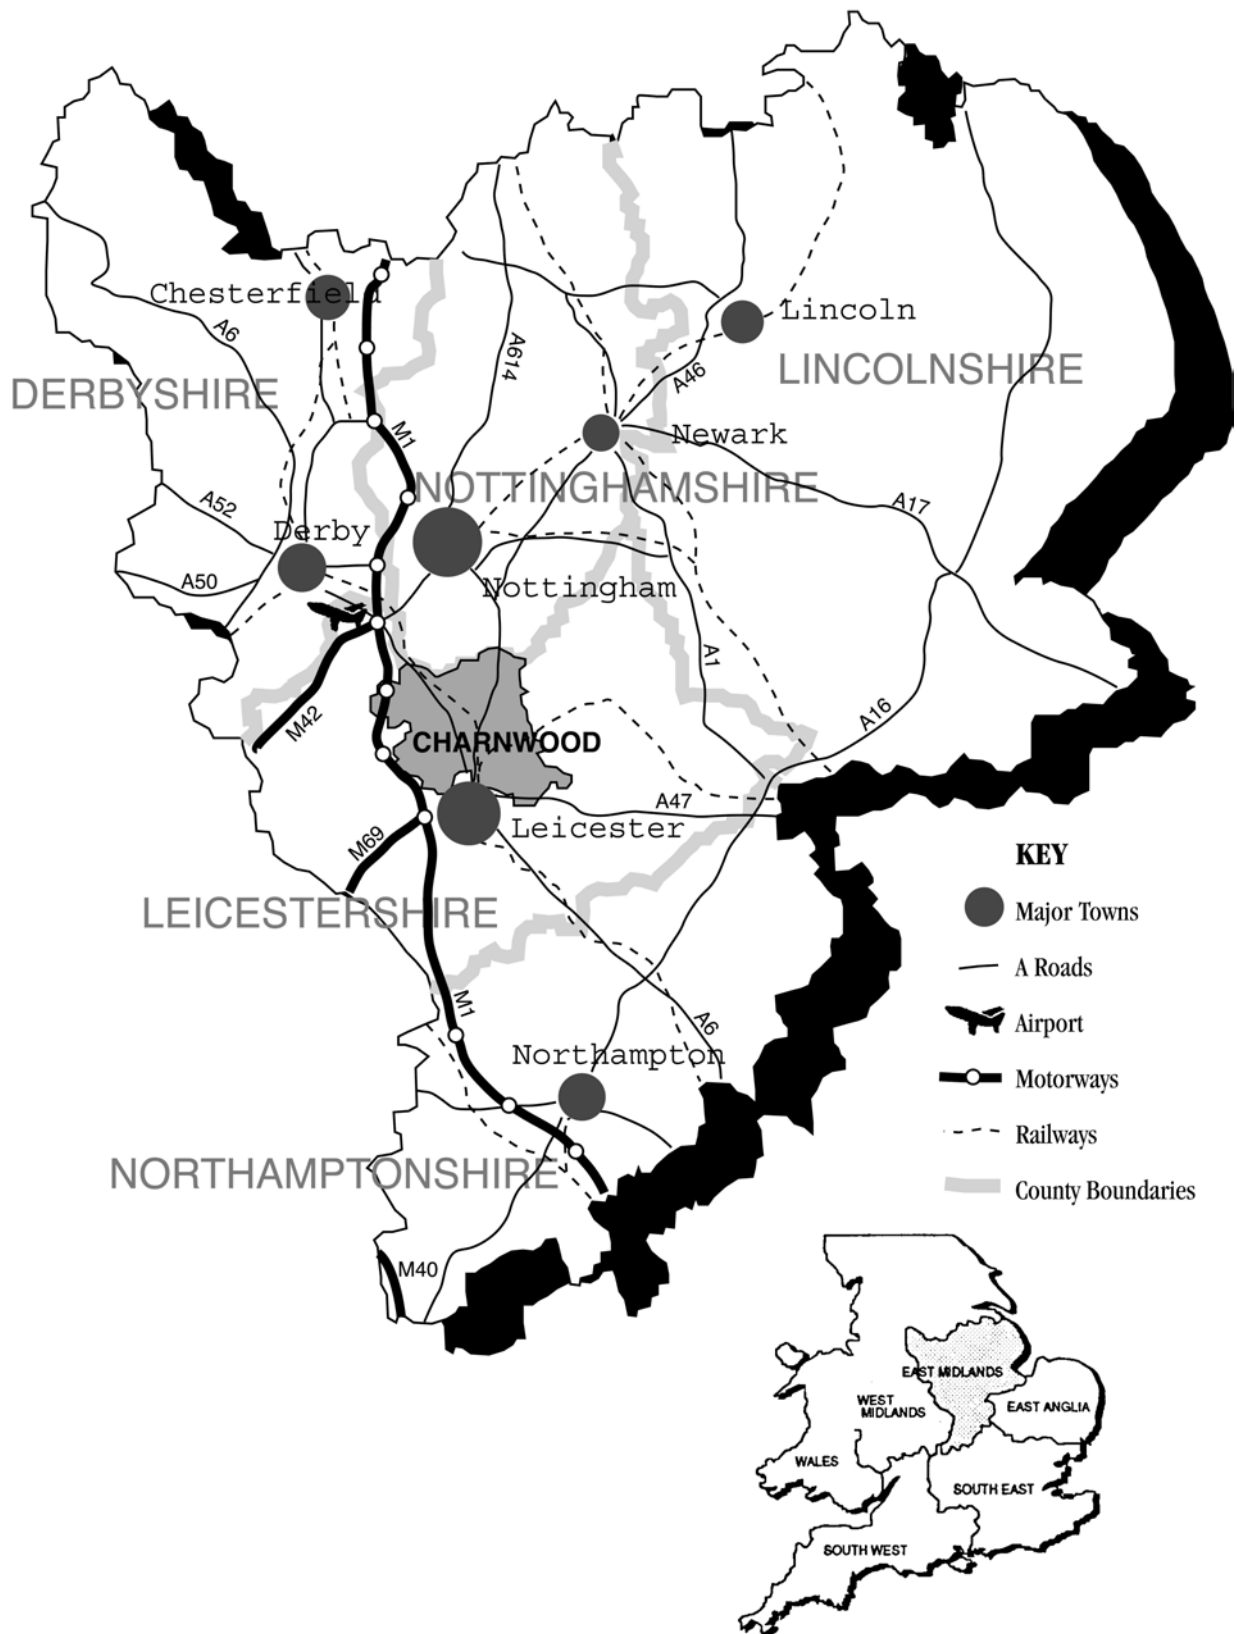 Chesterfield
A6
A614
Lincoln
A46
DERBYSHIRE
LINCOLNSHIRE
M1
Newark
NOTTINGHAMSHIRE
A52
A17
Derby
A50
Nottingham
A1
M42
A16
CHARNWOOD
A47
Leicester
M69
KEY
LEICESTERSHIRE
Major Towns
A Roads
M1
A6
Airport
Northampton
Motorways
Railways
NORTHAMPTONSHIRE
County Boundaries
M40
EAST MIDLANDS
WEST
MIDLANDS
EAST ANGLIA
WALES
SOUTH EAST
SOUTH WEST